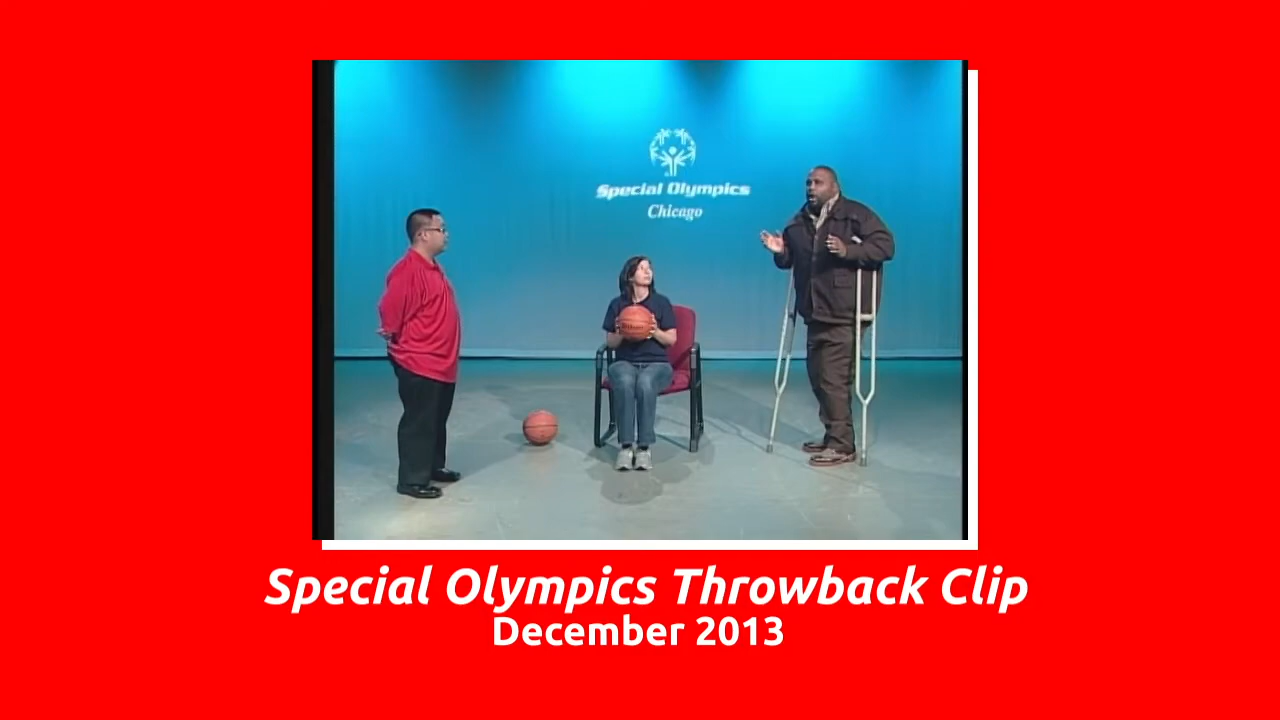 Special Olympics
Chicago
Special Olympics Throwback Clip
December 2013